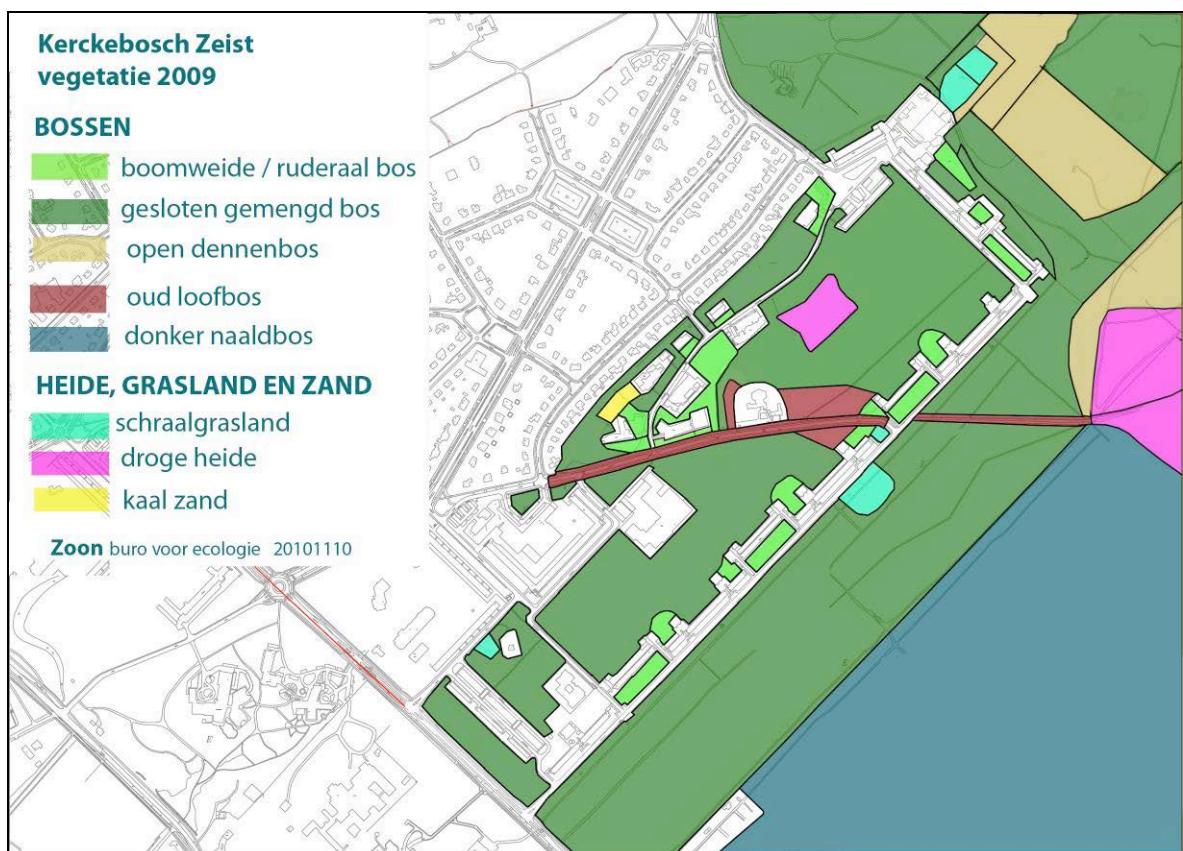 Kerckebosch Zeist
vegetatie 2009
BOSSEN
boomweide / ruderaal bos
gesloten gemengd bos
open dennenbos
oud loofbos
donker naaldbos
HEIDE, GRASLAND EN ZAND
schraalgrasland
droge heide
kaal zand
Zoon buro voor ecologie 20101110
E